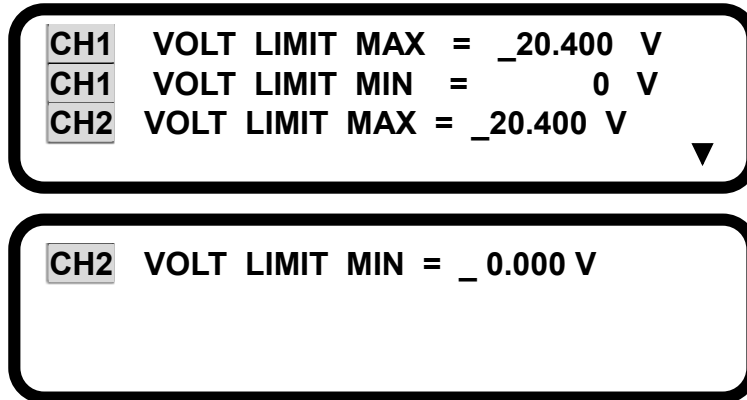 CH1 VOLT LIMIT MAX = _20.400 V
CH1 VOLT LIMIT MIN = 0 V
CH2 VOLT LIMIT MAX = _20.400 V
▼
CH2 VOLT LIMIT MIN = _ 0.000 V